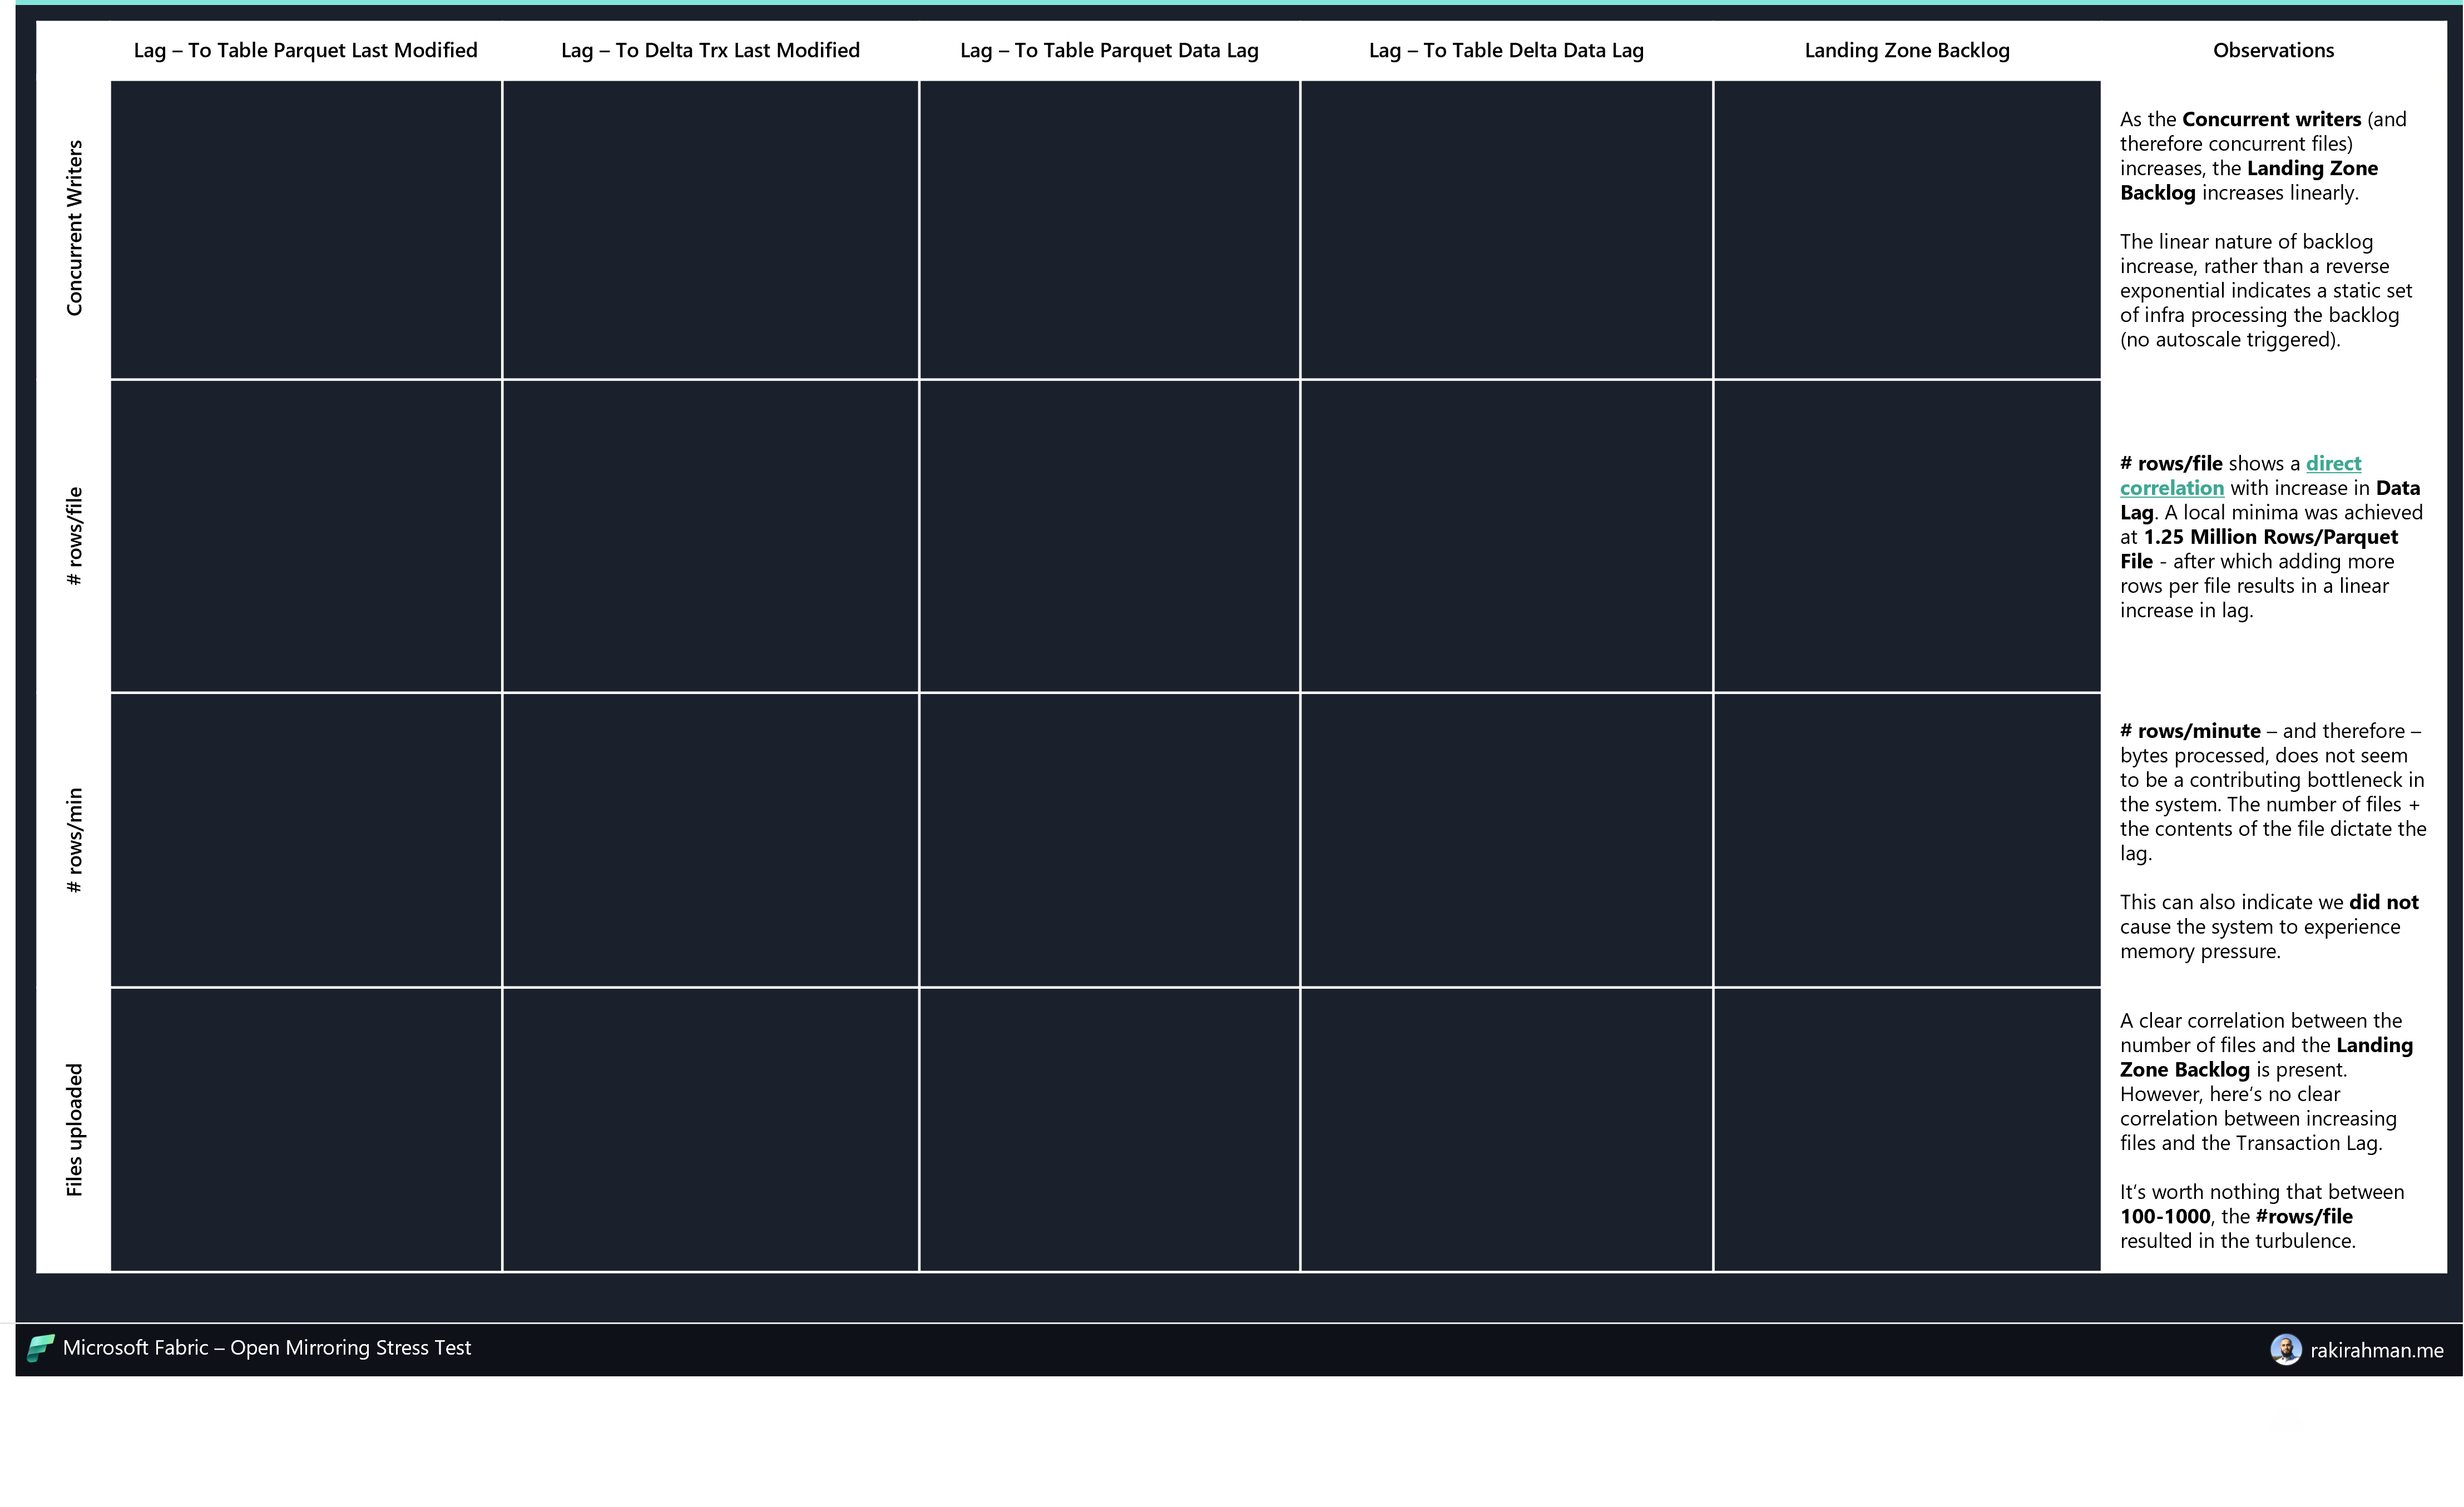 Lag – To Table Parquet Last Modified
Lag – To Delta Trx Last Modified
Lag – To Table Parquet Data Lag
Lag – To Table Delta Data Lag
Landing Zone Backlog
Observations
Concurrent Writers
As the Concurrent writers (and
therefore concurrent files)
increases, the Landing Zone
Backlog increases linearly.
The linear nature of backlog
increase, rather than a reverse
exponential indicates a static set
of infra processing the backlog
(no autoscale triggered).
# rows/file
# rows/file shows a direct
correlation with increase in Data
Lag. A local minima was achieved
at 1.25 Million Rows/Parquet
File - after which adding more
rows per file results in a linear
increase in lag.
# rows/min
# rows/minute – and therefore –
bytes processed, does not seem
to be a contributing bottleneck in
the system. The number of files +
the contents of the file dictate the
lag.
This can also indicate we did not
cause the system to experience
memory pressure.
Files uploaded
A clear correlation between the
number of files and the Landing
Zone Backlog is present.
However, here’s no clear
correlation between increasing
files and the Transaction Lag.
It’s worth nothing that between
100-1000, the #rows/file
resulted in the turbulence.
Microsoft Fabric – Open Mirroring Stress Test
rakirahman.me